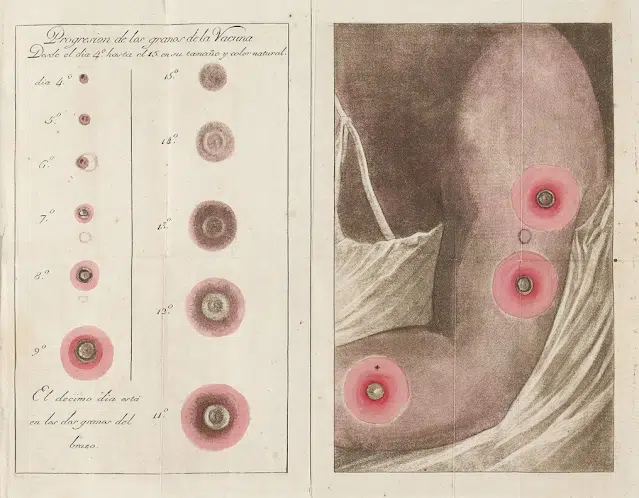 Progresion de los granos de la Vacuna
Desde el dia 4.º hasta el 15. en su tamaño y color natural.
dia 4.º
5.º
6.º
7.º
8.º
9.º
El decimo dia está
en los dos granos del
brazo.
15.º
14.º
13.º
12.º
11.º